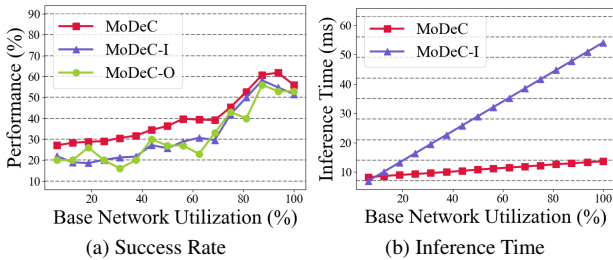 Performance (%)
90
80
70
60
50
40
30
20
10
MoDeC
MoDeC-I
MoDeC-O
20
40
60
80
100
Base Network Utilization (%)
(a) Success Rate
Inference Time (ms)
60
50
40
30
20
10
MoDeC
MoDeC-I
20
40
60
80
100
Base Network Utilization (%)
(b) Inference Time